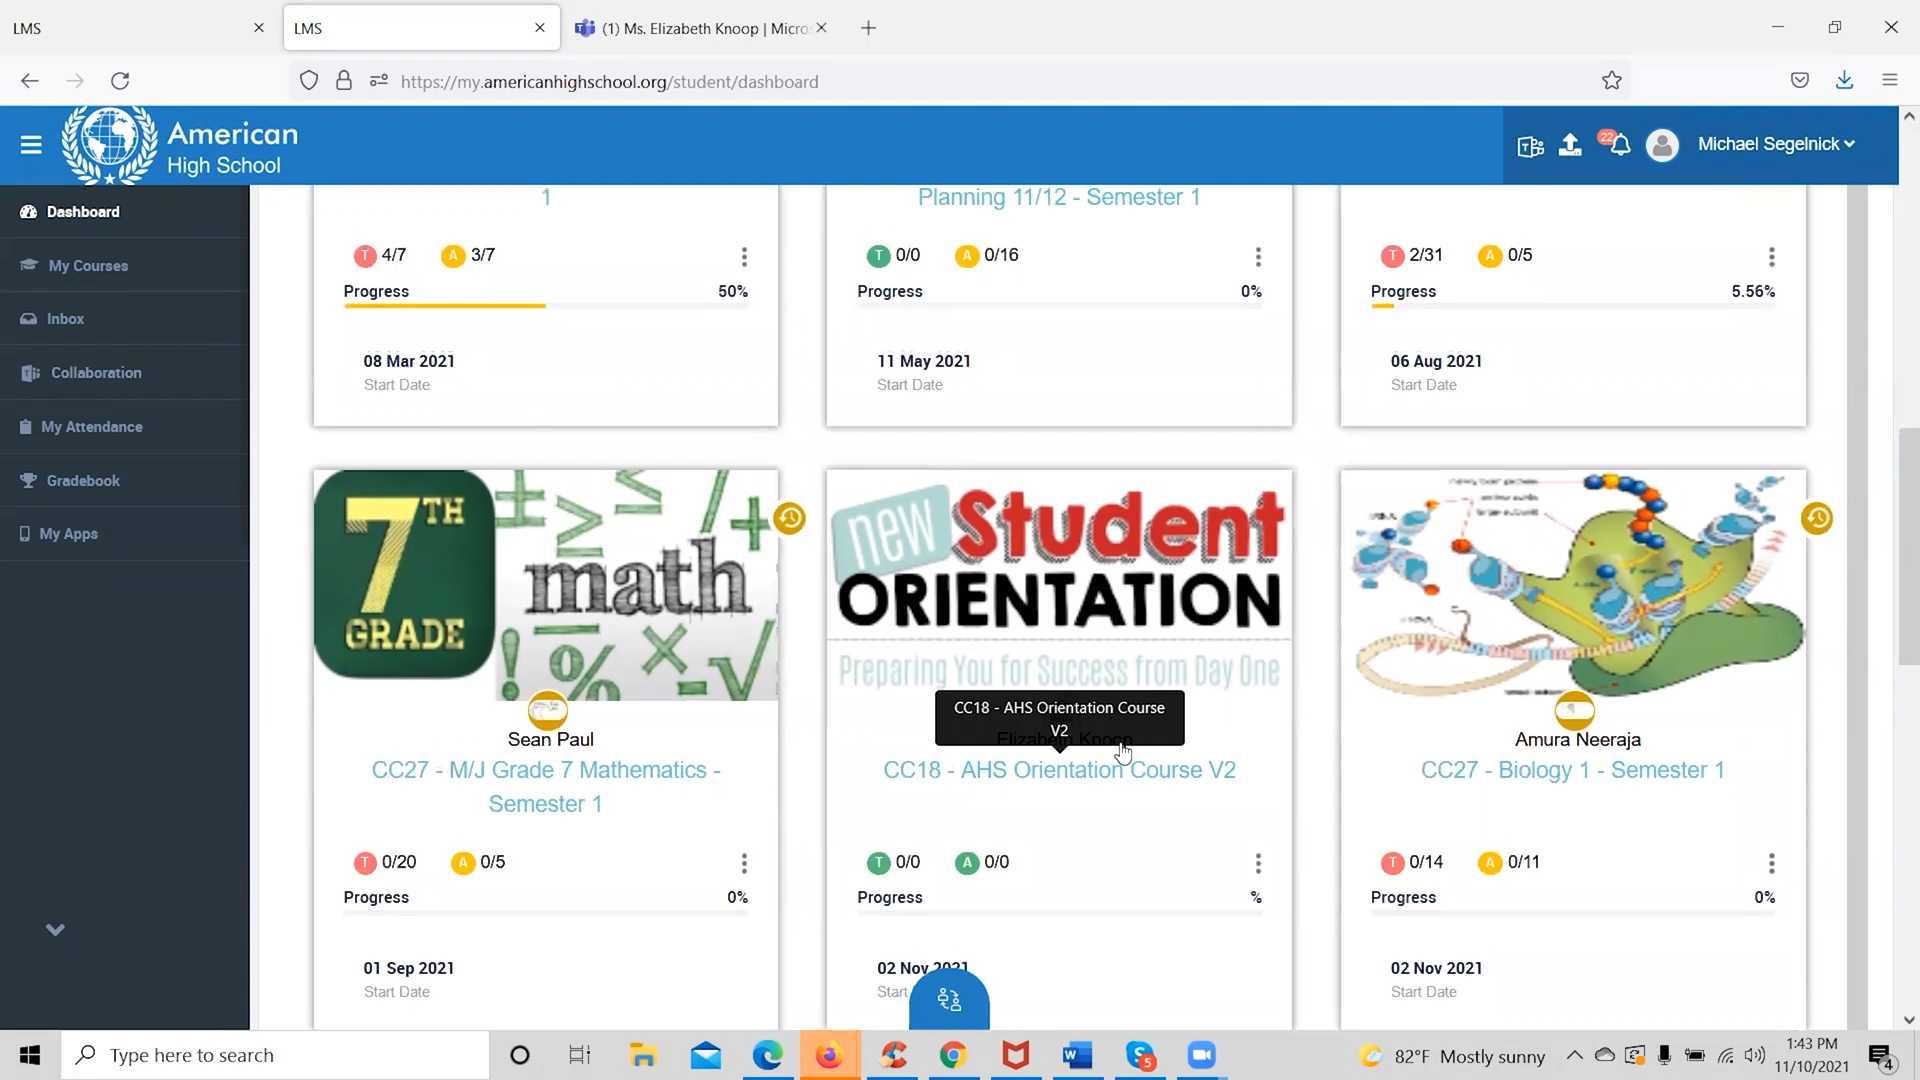 LMS
LMS
(1) Ms. Elizabeth Knoop | Micro
https://my.americanhighschool.org/student/dashboard
American
High School
22
Michael Segelnick
Dashboard
My Courses
Inbox
Collaboration
My Attendance
Gradebook
My Apps
1
T 4/7 A 3/7
Progress 50%
08 Mar 2021
Start Date
Planning 11/12 - Semester 1
T 0/0 A 0/16
Progress 0%
11 May 2021
Start Date
T 2/31 A 0/5
Progress 5.56%
06 Aug 2021
Start Date
7TH
GRADE
math
Sean Paul
CC27 - M/J Grade 7 Mathematics -
Semester 1
T 0/20 A 0/5
Progress 0%
01 Sep 2021
Start Date
new Student
ORIENTATION
Preparing You for Success from Day One
CC18 - AHS Orientation Course
V2
Elizabeth Knoop
CC18 - AHS Orientation Course V2
T 0/0 A 0/0
Progress %
02 Nov 2021
Start
Amura Neeraja
CC27 - Biology 1 - Semester 1
T 0/14 A 0/11
Progress 0%
02 Nov 2021
Start Date
Type here to search
5
82°F Mostly sunny
1:43 PM
11/10/2021
4